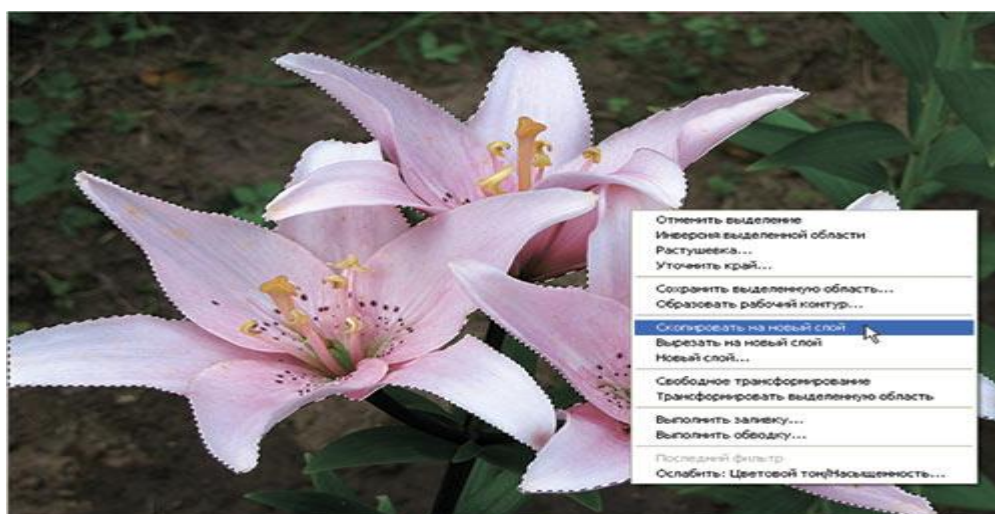 Отменить выделение
Инверсия выделенной области
Растушевка...
Уточнить край...
Сохранить выделенную область...
Образовать рабочий контур...
Скопировать на новый слой
Вырезать на новый слой
Новый слой...
Свободное трансформирование
Трансформировать выделенную область
Выполнить заливку...
Выполнить обводку...
Последний фильтр
Ослабить: Цветовой тон/Насыщенность...